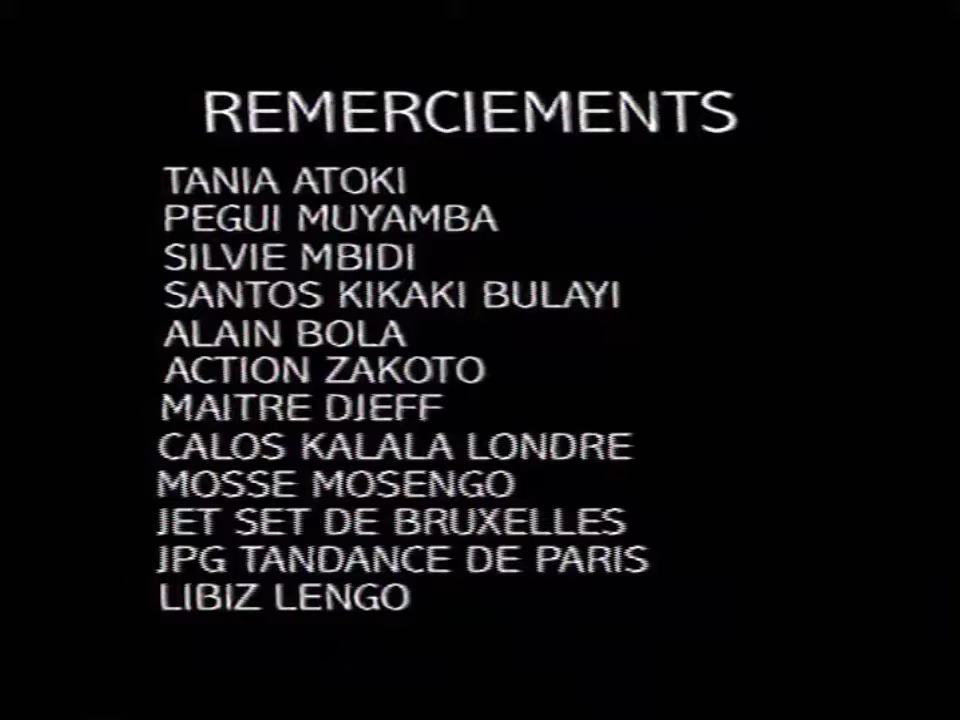 REMERCIEMENTS
TANIA ATOKI
PEGUI MUYAMBA
SILVIE MBIDI
SANTOS KIKAKI BULAYI
ALAIN BOLA
ACTION ZAKOTO
MAITRE DJEFF
CALOS KALALA LONDRE
MOSSE MOSENGO
JET SET DE BRUXELLES
JPG TANDANCE DE PARIS
LIBIZ LENGO